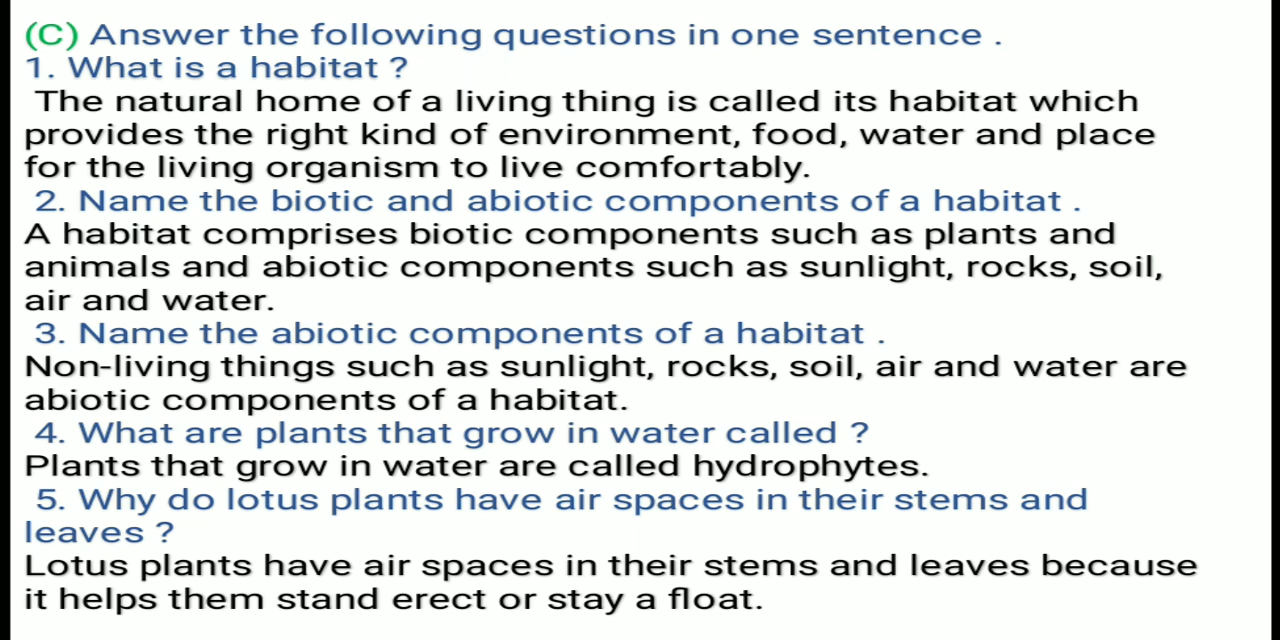 (C) Answer the following questions in one sentence .
1. What is a habitat ?
The natural home of a living thing is called its habitat which
provides the right kind of environment, food, water and place
for the living organism to live comfortably.
2. Name the biotic and abiotic components of a habitat .
A habitat comprises biotic components such as plants and
animals and abiotic components such as sunlight, rocks, soil,
air and water.
3. Name the abiotic components of a habitat .
Non-living things such as sunlight, rocks, soil, air and water are
abiotic components of a habitat.
4. What are plants that grow in water called ?
Plants that grow in water are called hydrophytes.
5. Why do lotus plants have air spaces in their stems and
leaves ?
Lotus plants have air spaces in their stems and leaves because
it helps them stand erect or stay a float.